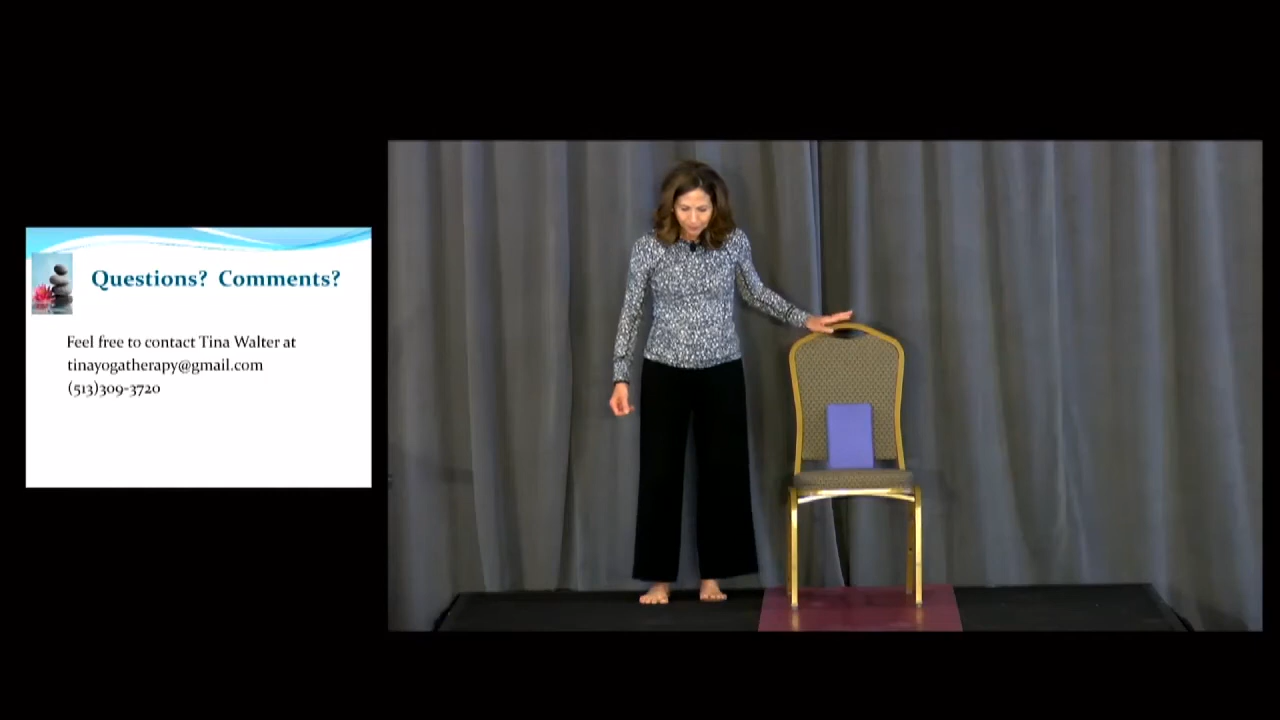 Questions? Comments?
Feel free to contact Tina Walter at
tinayogatherapy@gmail.com
(513)309-3720